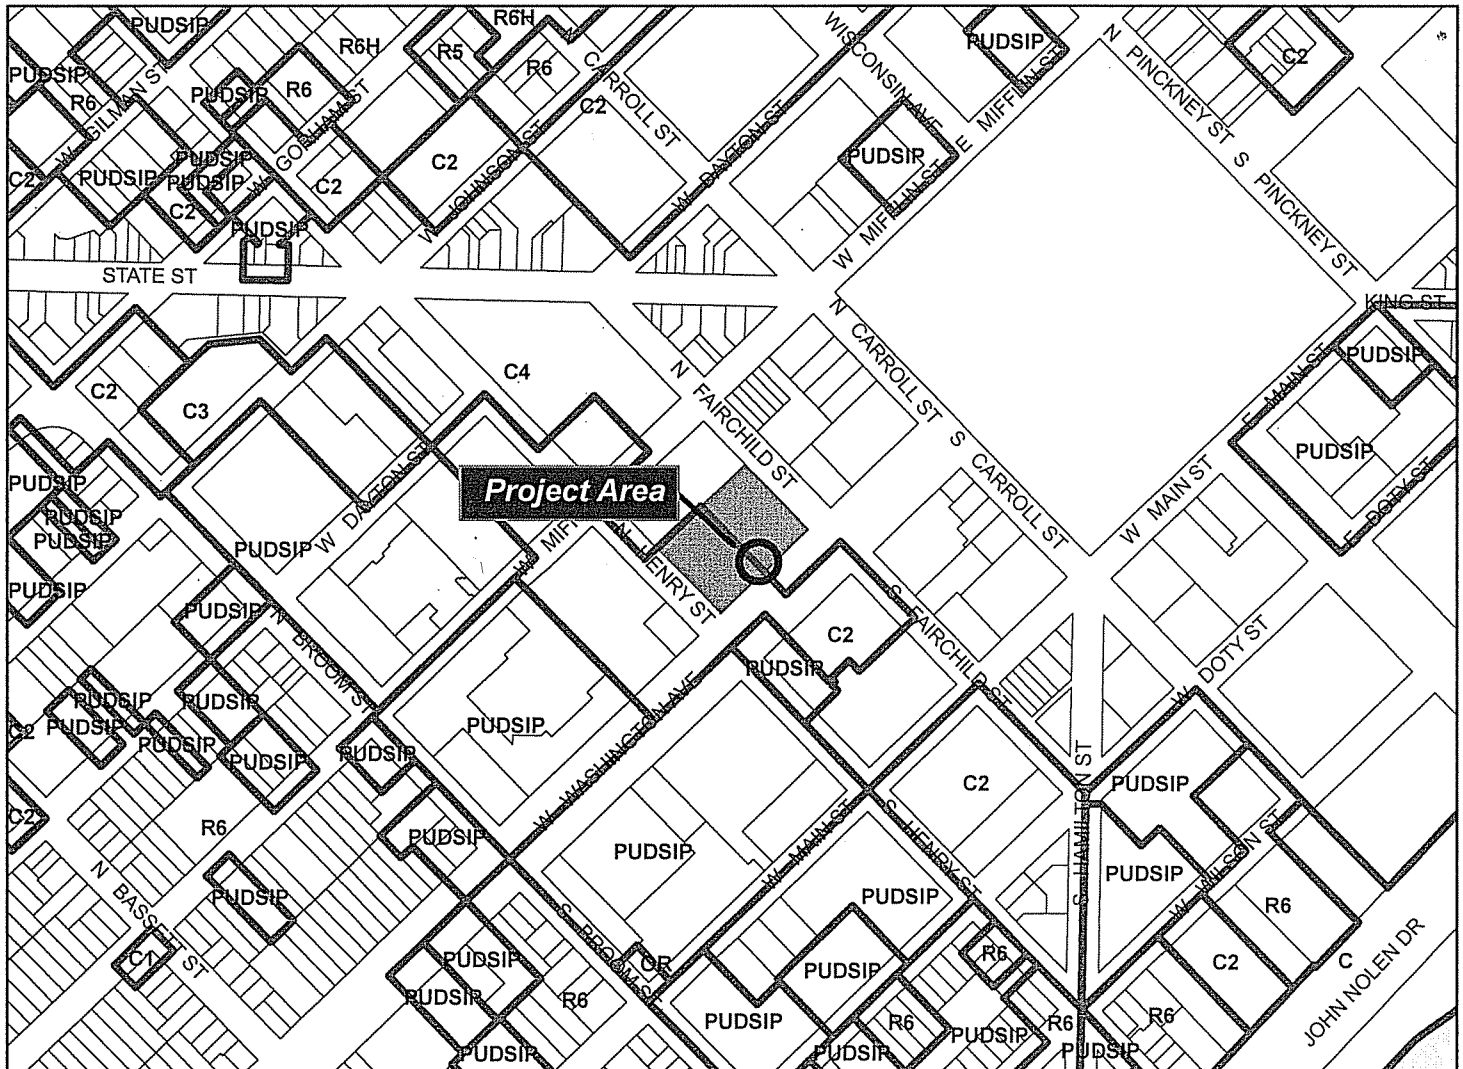 PUDSIP
R6H
R6H
R5
R6
N CARROLL ST
C2
WISCONSIN AVE
PUDSIP
E MIFFLIN ST
N PINCKNEY ST
C2
PUDSIP
R6
W GILMAN ST
PUDSIP
R6
W GORHAM ST
C2
W JOHNSON ST
W DAYTON ST
PUDSIP
W MIFFLIN ST
S PINCKNEY ST
C2
PUDSIP
PUDSIP
PUDSIP
C2
C2
PUDSIP
STATE ST
KING ST
N CARROLL ST
PUDSIP
C4
C2
C3
N FAIRCHILD ST
S CARROLL ST
E MAIN ST
PUDSIP
W MAIN ST
E DOTY ST
PUDSIP
PUDSIP
PUDSIP
PUDSIP
W DAYTON ST
PUDSIP
Project Area
W MIFF
N HENRY ST
PUDSIP
N BROOM ST
C2
PUDSIP
S FAIRCHILD ST
W DOTY ST
PUDSIP
PUDSIP
PUDSIP
PUDSIP
C2
PUDSIP
PUDSIP
PUDSIP
W WASHINGTON AVE
C2
S HAMILTON ST
PUDSIP
C2
R6
PUDSIP
PUDSIP
W MAIN ST
S HENRY ST
W WILSON ST
N BASSETT ST
PUDSIP
PUDSIP
PUDSIP
R6
C1
PUDSIP
PUDSIP
S BROOM ST
OR
R6
PUDSIP
R6
C2
C
JOHN NOLEN DR
PUDSIP
PUDSIP
R6
PUDSIP
PUDSIP
R6
PUDSIP
R6